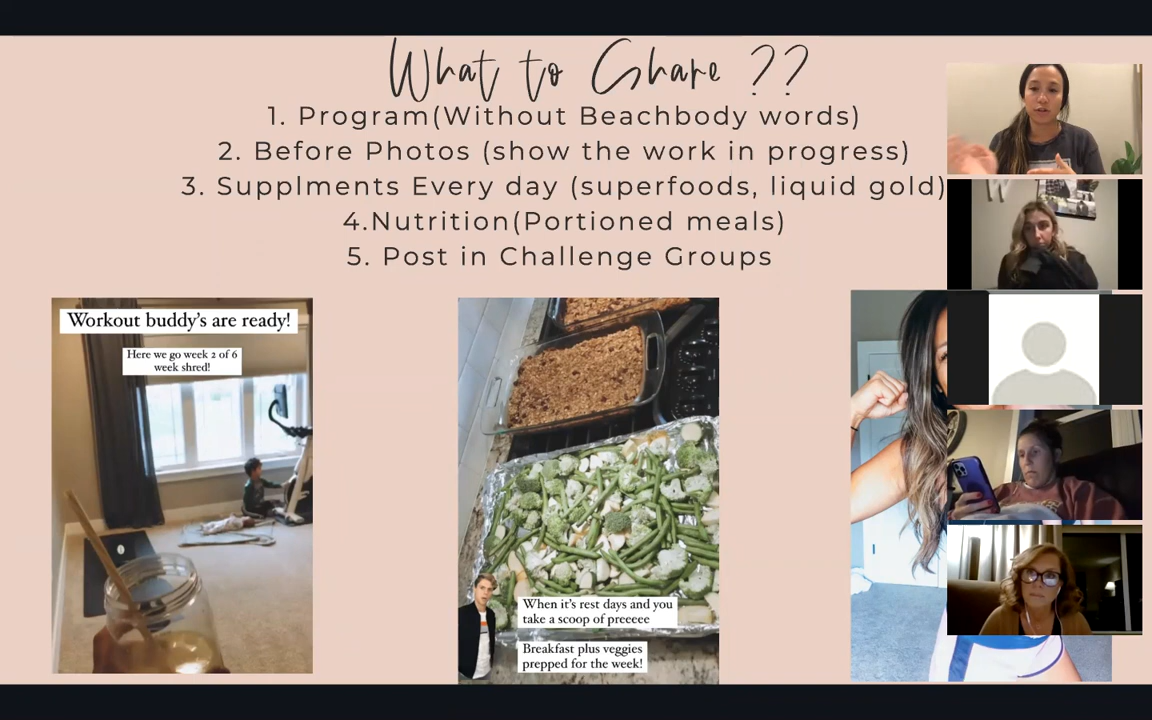 What to Share ??
1. Program(Without Beachbody words)
2. Before Photos (show the work in progress)
3. Supplments Every day (superfoods, liquid gold)
4.Nutrition(Portioned meals)
5. Post in Challenge Groups
Workout buddy's are ready!
Here we go week 2 of 6
week shred!
When it's rest days and you
take a scoop of preeeee
Breakfast plus veggies
prepped for the week!